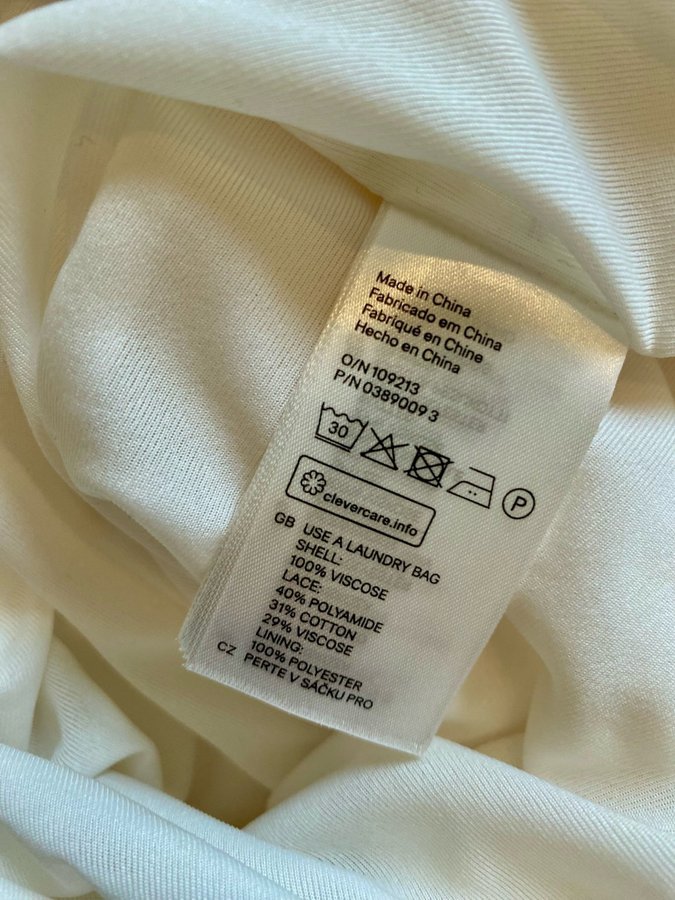 Made in China
Fabricado em China
Fabriqué en Chine
Hecho en China
O/N 109213
P/N 0389009 3
30
P
clevercare.info
GB USE A LAUNDRY BAG
SHELL:
100% VISCOSE
LACE:
40% POLYAMIDE
31% COTTON
29% VISCOSE
LINING:
100% POLYESTER
CZ PERTE V SÁČKU PRO